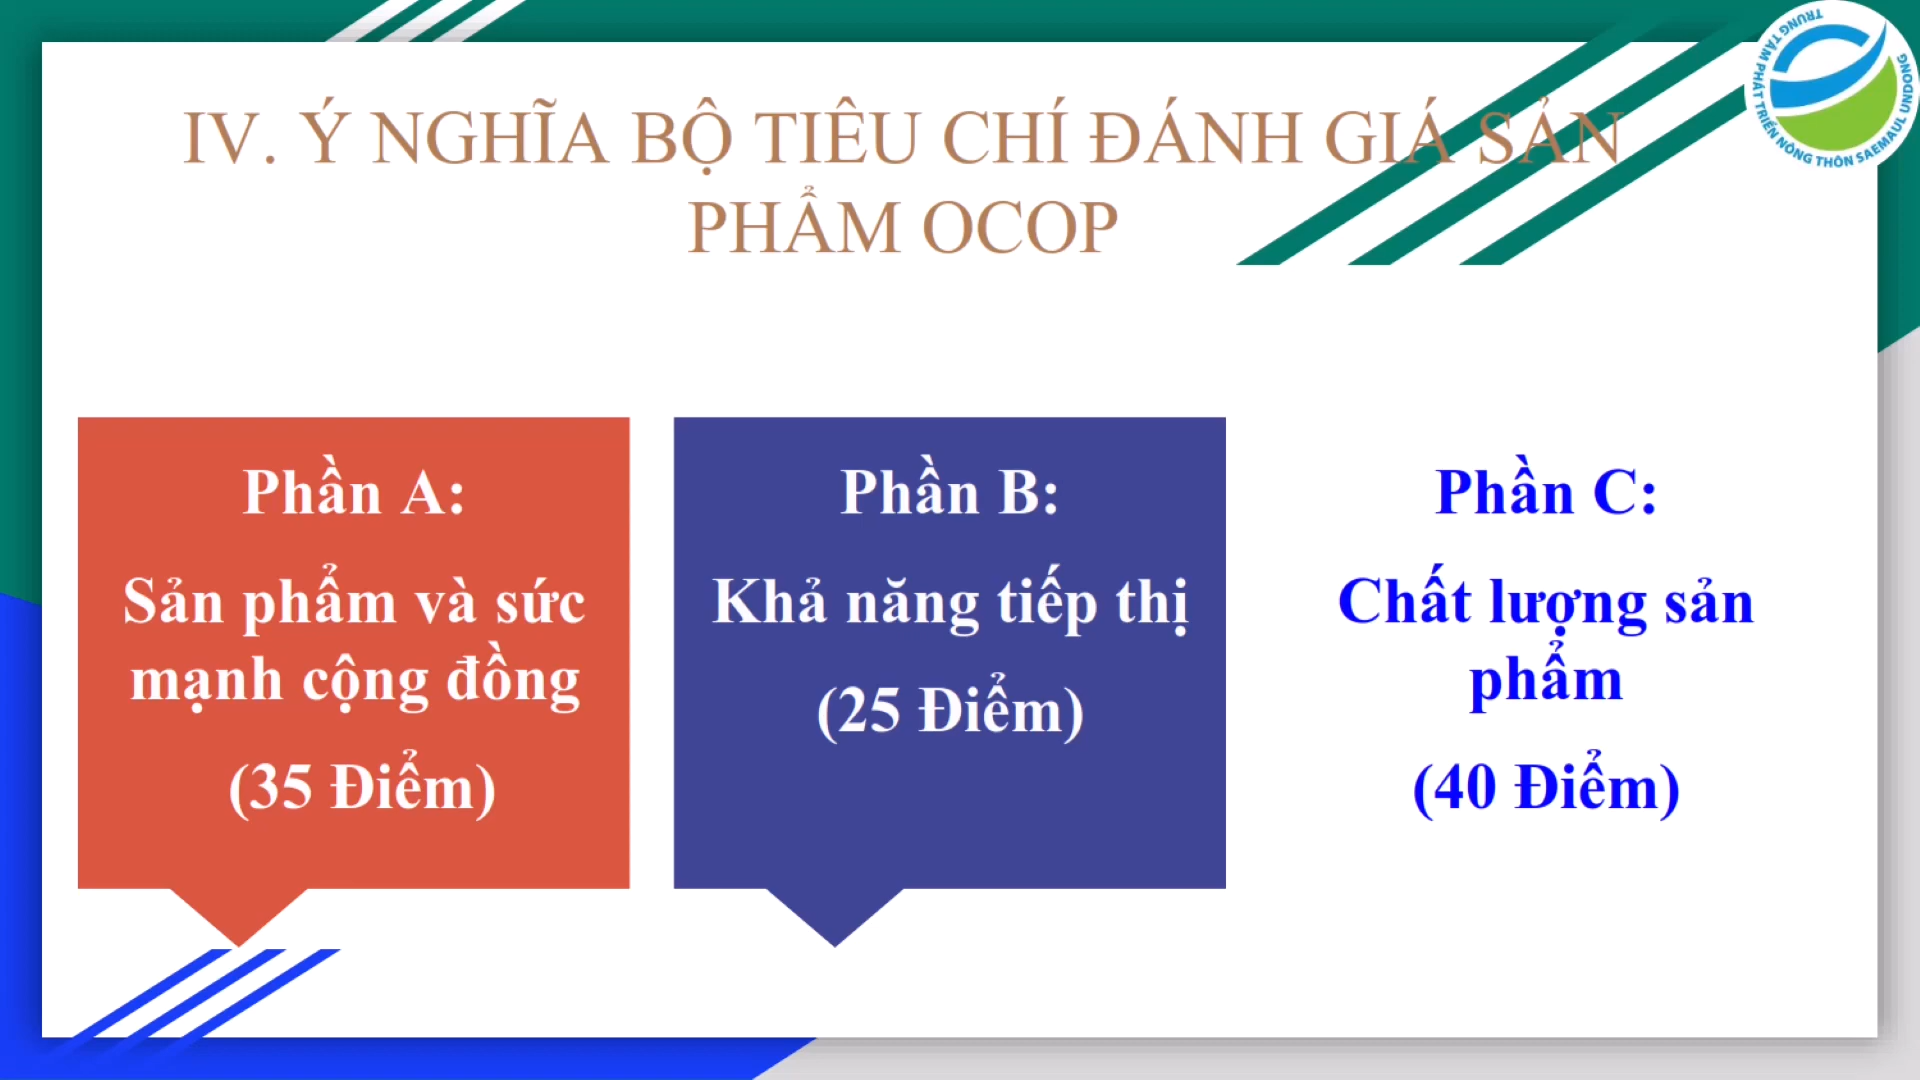 IV. Ý NGHĨA BỘ TIÊU CHÍ ĐÁNH GIÁ SẢN
PHẨM OCOP
TRUNG TÂM PHÁT TRIỂN NÔNG THÔN SAEMAUL UNDONG
Phần A:
Sản phẩm và sức
mạnh cộng đồng
(35 Điểm)
Phần B:
Khả năng tiếp thị
(25 Điểm)
Phần C:
Chất lượng sản
phẩm
(40 Điểm)